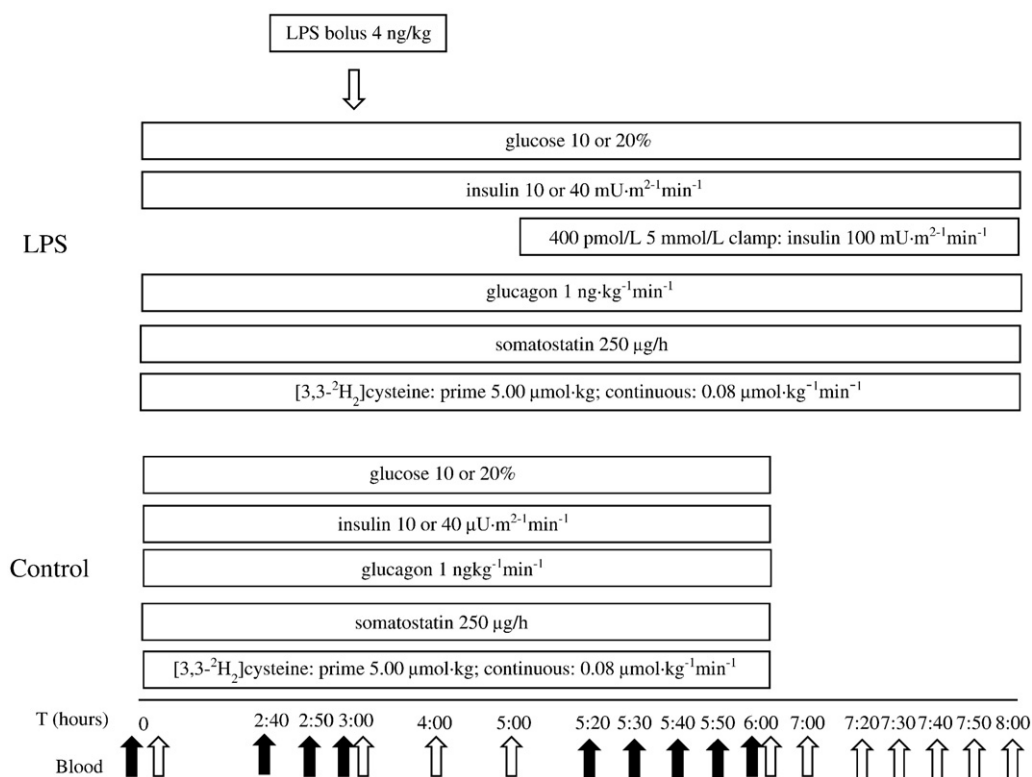 LPS bolus 4 ng/kg
glucose 10 or 20%
insulin 10 or 40 mU·m²⁻¹min⁻¹
LPS
400 pmol/L 5 mmol/L clamp: insulin 100 mU·m²⁻¹min⁻¹
glucagon 1 ng·kg⁻¹min⁻¹
somatostatin 250 µg/h
[3,3-²H₂]cysteine: prime 5.00 µmol·kg; continuous: 0.08 µmol·kg⁻¹min⁻¹
glucose 10 or 20%
insulin 10 or 40 µU·m²⁻¹min⁻¹
Control
glucagon 1 ngkg⁻¹min⁻¹
somatostatin 250 µg/h
[3,3-²H₂]cysteine: prime 5.00 µmol·kg; continuous: 0.08 µmol·kg⁻¹min⁻¹
T (hours) 0 2:40 2:50 3:00 4:00 5:00 5:20 5:30 5:40 5:50 6:00 7:00 7:20 7:30 7:40 7:50 8:00
Blood